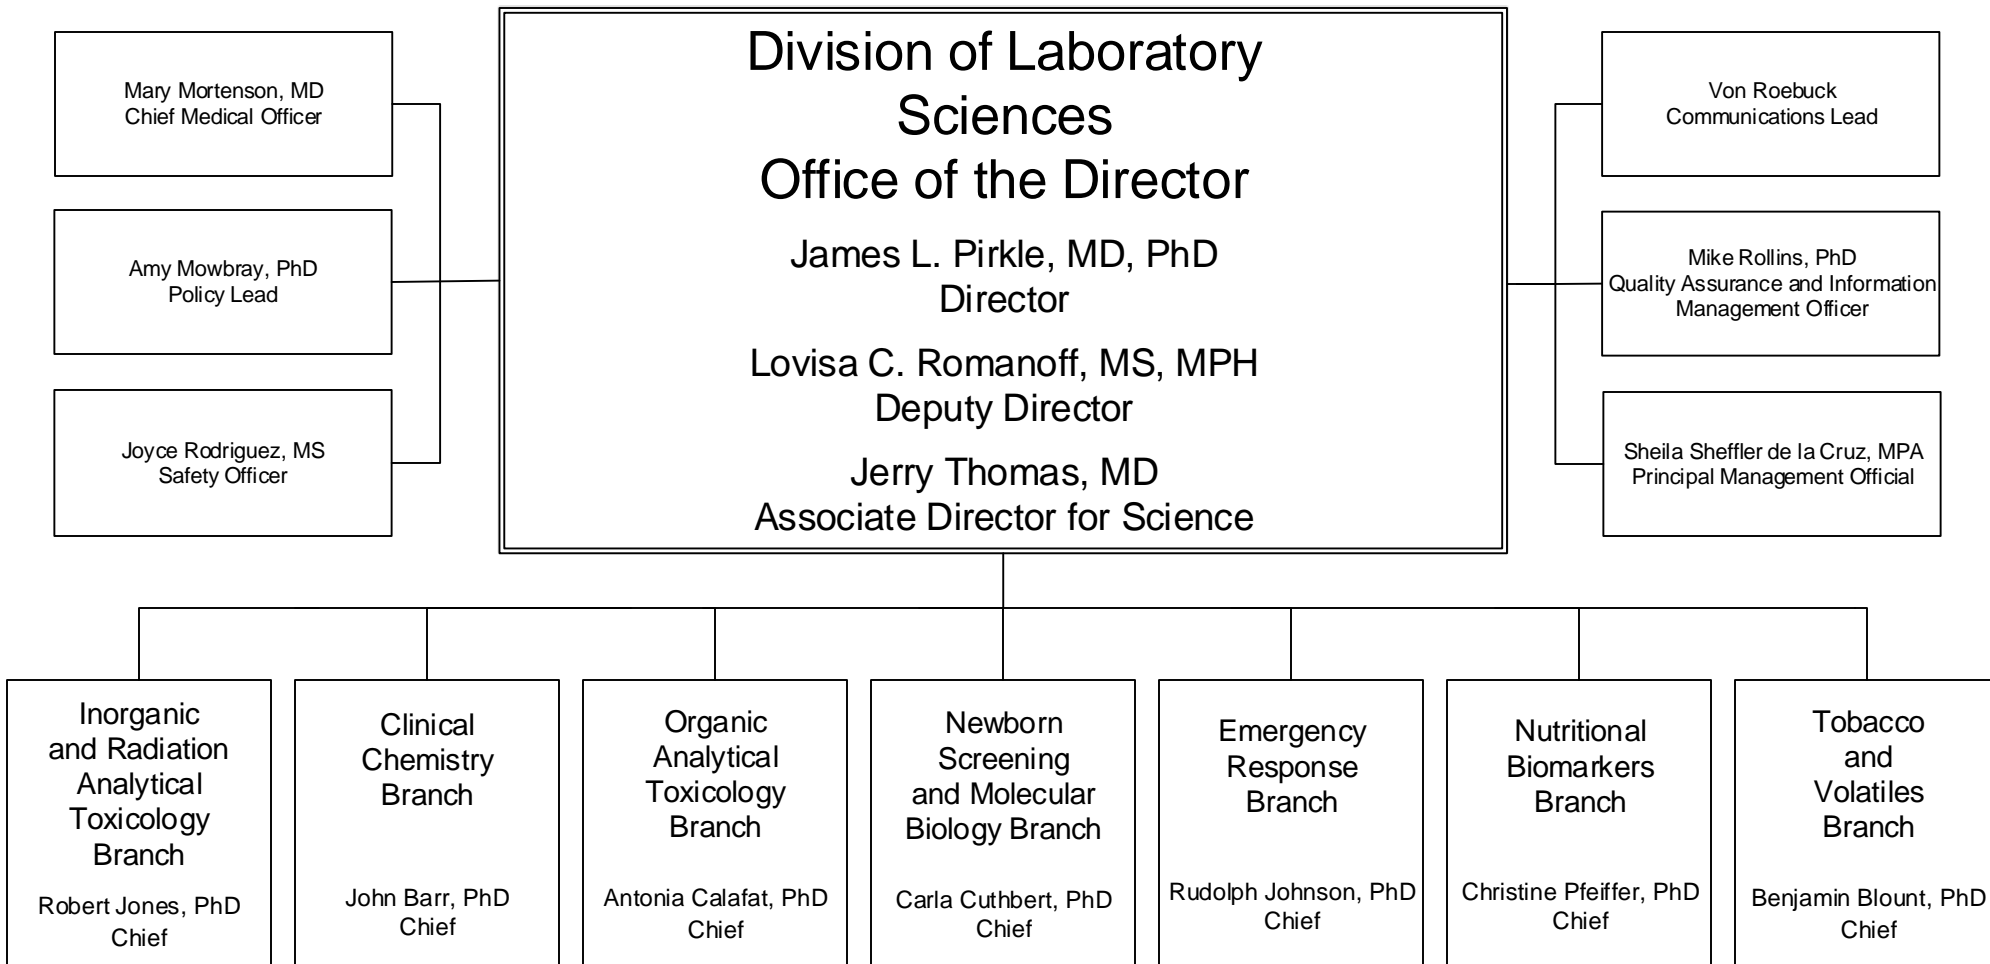 Division of Laboratory
Sciences
Office of the Director
James L. Pirkle, MD, PhD
Director
Lovisa C. Romanoff, MS, MPH
Deputy Director
Jerry Thomas, MD
Associate Director for Science
Mary Mortenson, MD
Chief Medical Officer
Amy Mowbray, PhD
Policy Lead
Joyce Rodriguez, MS
Safety Officer
Von Roebuck
Communications Lead
Mike Rollins, PhD
Quality Assurance and Information
Management Officer
Sheila Sheffler de la Cruz, MPA
Principal Management Official
Inorganic
and Radiation
Analytical
Toxicology
Branch
Robert Jones, PhD
Chief
Clinical
Chemistry
Branch
John Barr, PhD
Chief
Organic
Analytical
Toxicology
Branch
Antonia Calafat, PhD
Chief
Newborn
Screening
and Molecular
Biology Branch
Carla Cuthbert, PhD
Chief
Emergency
Response
Branch
Rudolph Johnson, PhD
Chief
Nutritional
Biomarkers
Branch
Christine Pfeiffer, PhD
Chief
Tobacco
and
Volatiles
Branch
Benjamin Blount, PhD
Chief